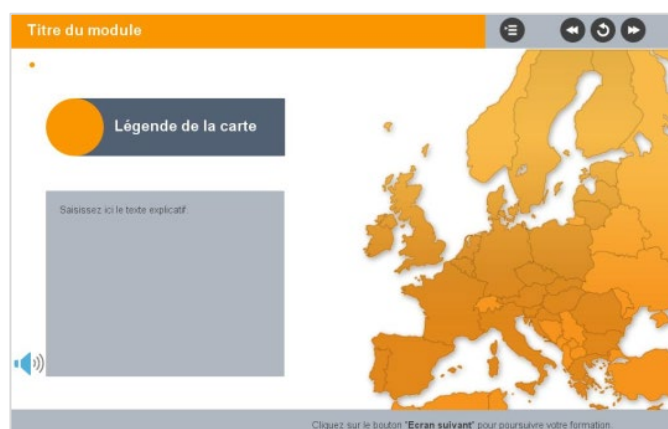 Titre du module
Légende de la carte
Saisissez ici le texte explicatif.
Cliquez sur le bouton "Ecran suivant" pour poursuivre votre formation.